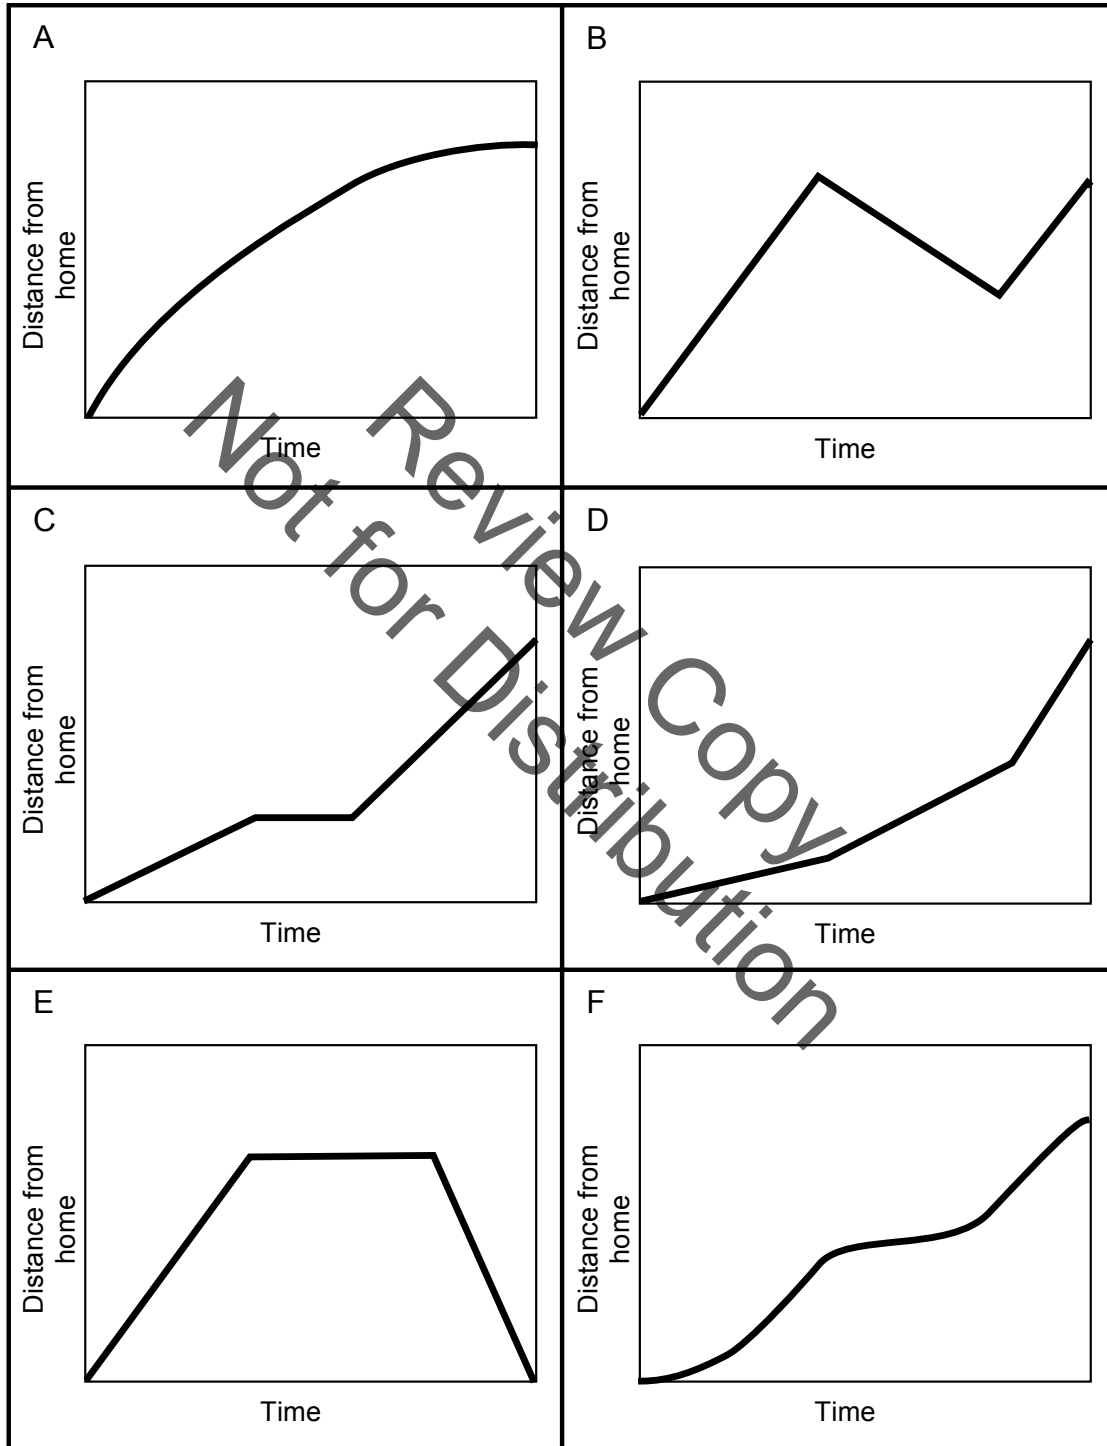 A
Distance from
home
Time
B
Distance from
home
Time
C
Distance from
home
Time
D
Distance from
home
Time
E
Distance from
home
Time
F
Distance from
home
Time
Review Copy
Not for Distribution